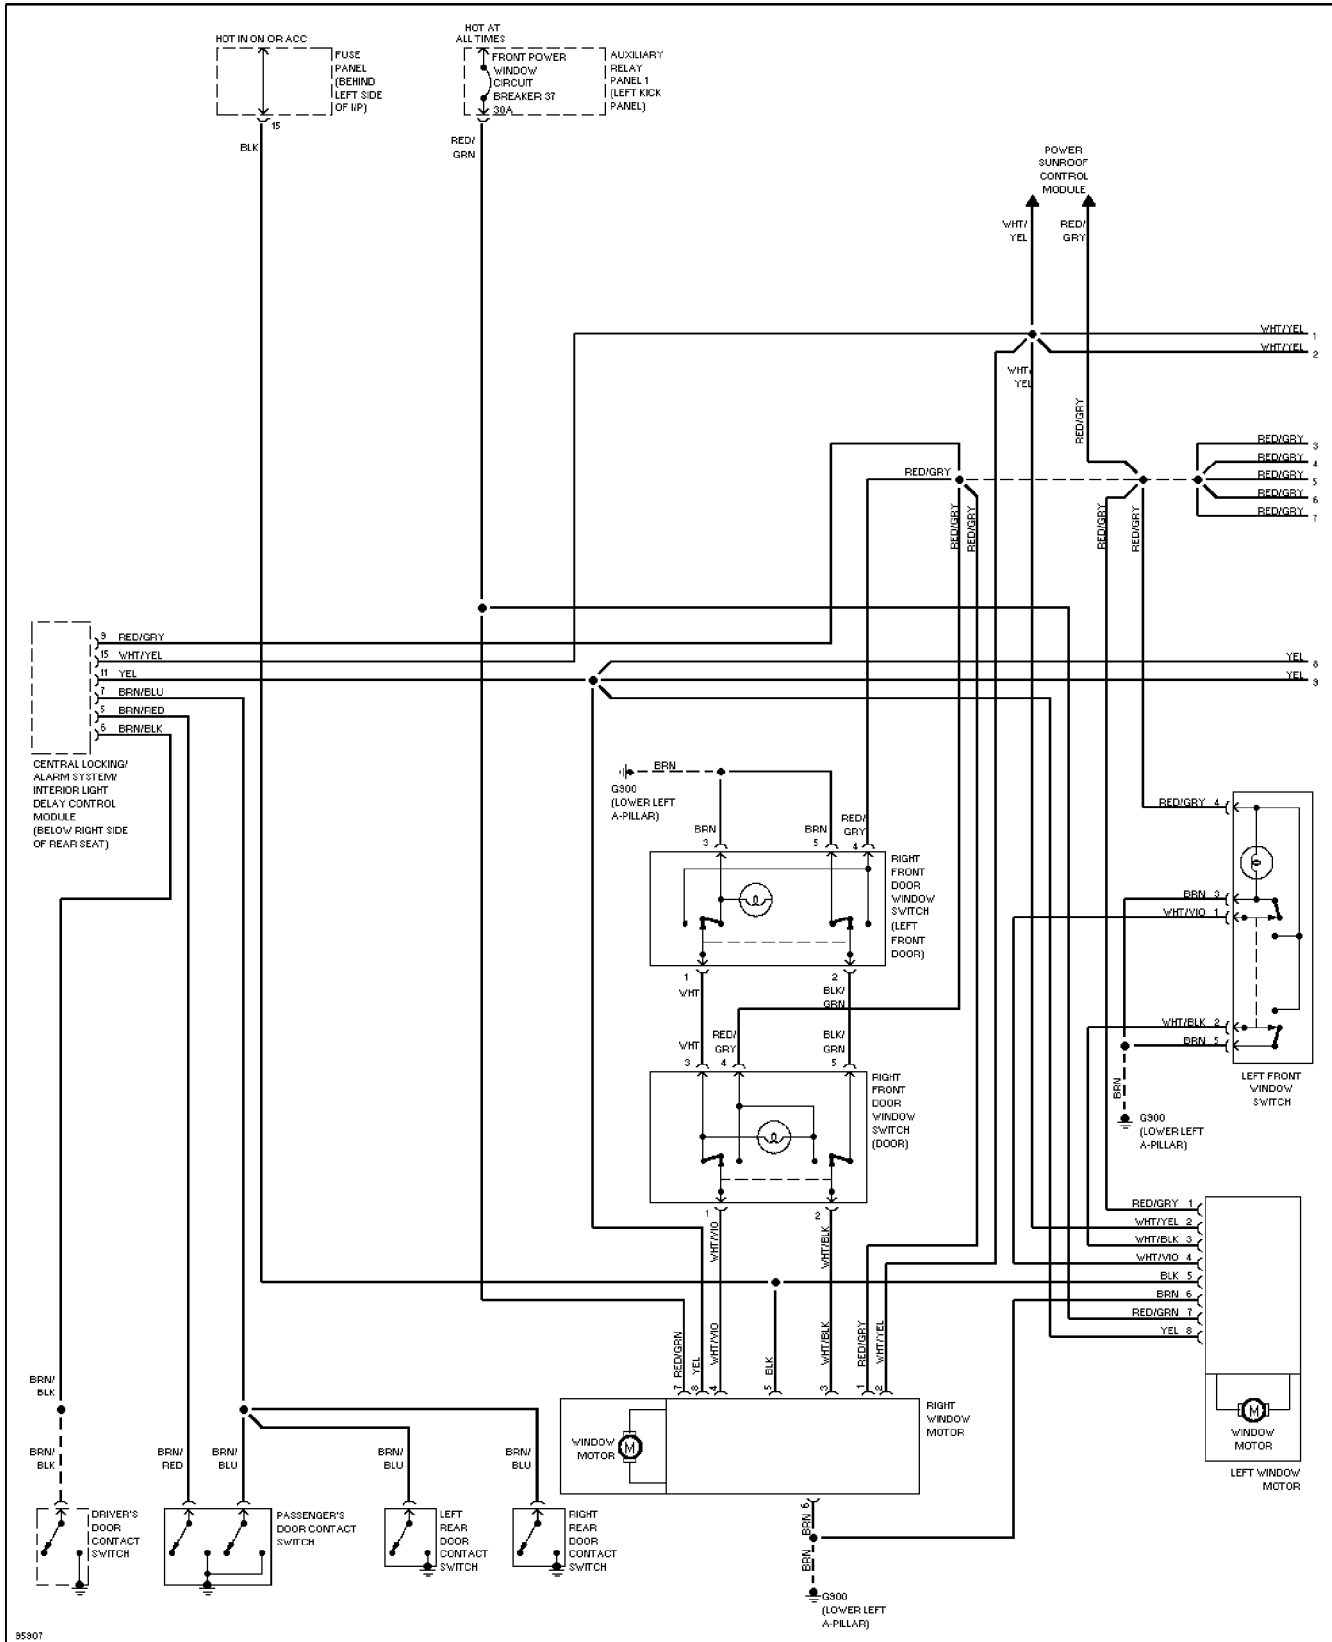 HOT IN ON OR ACC
FUSE
PANEL
(BEHIND
LEFT SIDE
OF I/P)
15
BLK
HOT AT
ALL TIMES
FRONT POWER
WINDOW
CIRCUIT
BREAKER 37
30A
AUXILIARY
RELAY
PANEL 1
(LEFT KICK
PANEL)
RED/
GRN
POWER
SUNROOF
CONTROL
MODULE
WHT/
YEL
RED/
GRY
WHT/YEL 1
WHT/YEL 2
WHT/
YEL
RED/GRY
RED/GRY 3
RED/GRY 4
RED/GRY 5
RED/GRY 6
RED/GRY 7
RED/GRY
RED/GRY
RED/GRY
RED/GRY
RED/GRY
9 RED/GRY
15 WHT/YEL
11 YEL
7 BRN/BLU
5 BRN/RED
6 BRN/BLK
YEL 8
YEL 9
CENTRAL LOCKING/
ALARM SYSTEM/
INTERIOR LIGHT
DELAY CONTROL
MODULE
(BELOW RIGHT SIDE
OF REAR SEAT)
BRN
G900
(LOWER LEFT
A-PILLAR)
BRN
3
BRN
5
RED/
GRY
4
RIGHT
FRONT
DOOR
WINDOW
SWITCH
(LEFT
FRONT
DOOR)
1
WHT
2
BLK/
GRN
WHT
3
RED/
GRY
4
BLK/
GRN
5
RIGHT
FRONT
DOOR
WINDOW
SWITCH
(DOOR)
1
WHT/VIO
2
WHT/BLK
RED/GRY 4
BRN 3
WHT/VIO 1
WHT/BLK 2
BRN 5
LEFT FRONT
WINDOW
SWITCH
BRN
G900
(LOWER LEFT
A-PILLAR)
RED/GRY 1
WHT/YEL 2
WHT/BLK 3
WHT/VIO 4
BLK 5
BRN 6
RED/GRN 7
YEL 8
M
WINDOW
MOTOR
LEFT WINDOW
MOTOR
7 RED/GRN
8 YEL
4 WHT/VIO
5 BLK
3 WHT/BLK
1 RED/GRY
2 WHT/YEL
WINDOW
MOTOR
M
RIGHT
WINDOW
MOTOR
6
BRN
BRN
G900
(LOWER LEFT
A-PILLAR)
BRN/
BLK
BRN/
BLK
BRN/
RED
BRN/
BLU
BRN/
BLU
BRN/
BLU
DRIVER'S
DOOR
CONTACT
SWITCH
PASSENGER'S
DOOR CONTACT
SWITCH
LEFT
REAR
DOOR
CONTACT
SWITCH
RIGHT
REAR
DOOR
CONTACT
SWITCH
95907